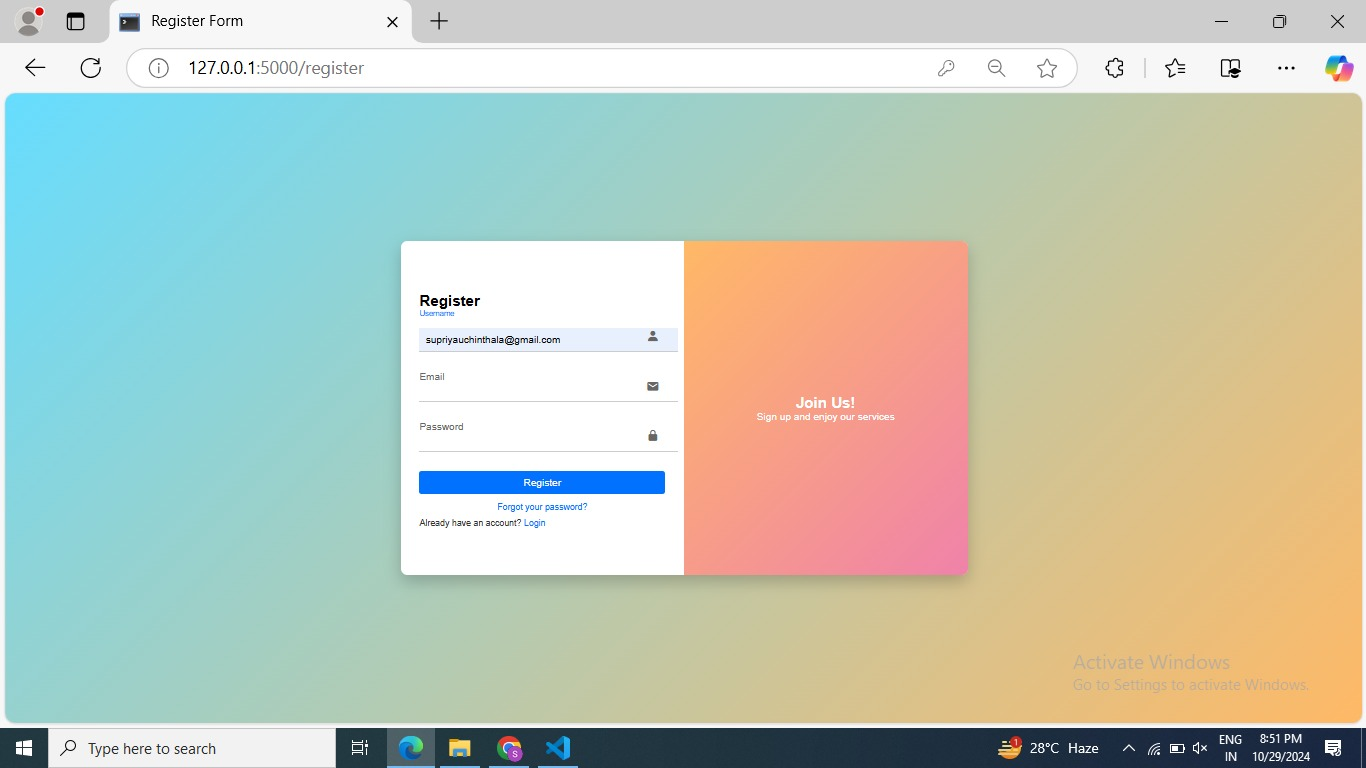 Register Form
127.0.0.1:5000/register
Register
Username
supriyauchinthala@gmail.com
Email
Password
Register
Forgot your password?
Already have an account? Login
Join Us!
Sign up and enjoy our services
Activate Windows
Go to Settings to activate Windows.
Type here to search
S
1
28°C Haze
ENG
IN
8:51 PM
10/29/2024